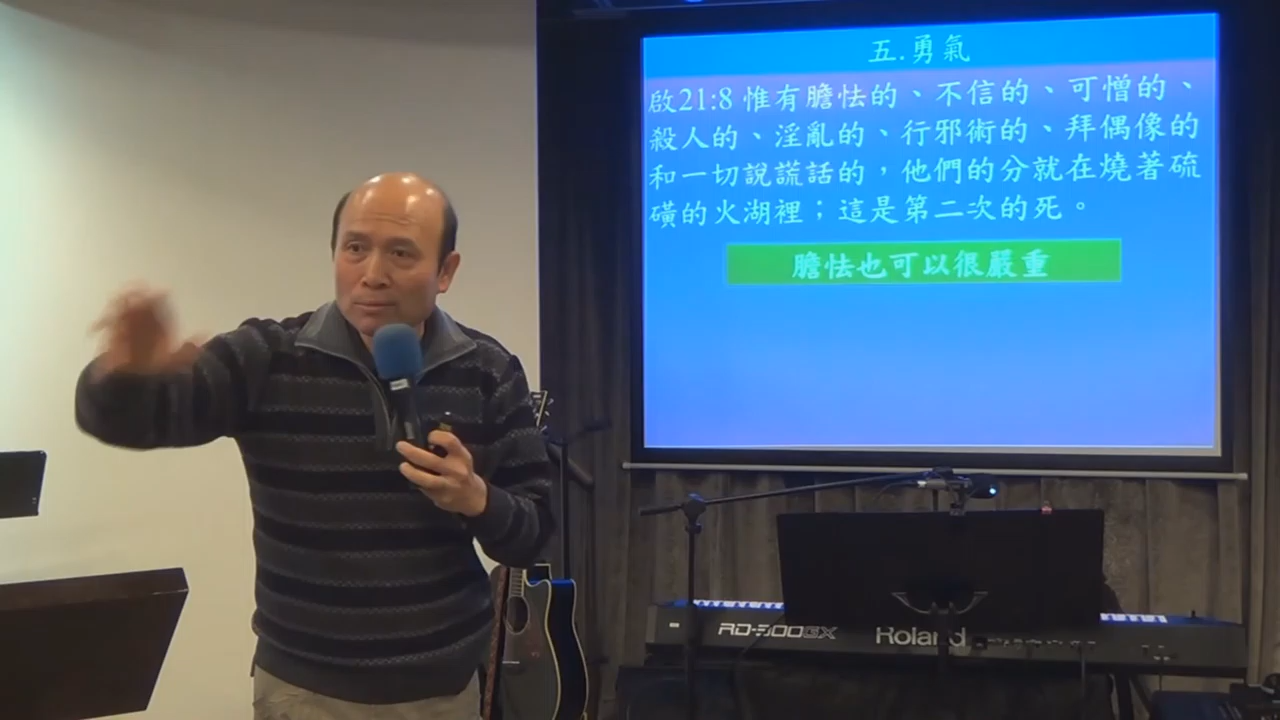 五.勇氣
啟21:8 惟有膽怯的、不信的、可憎的、
殺人的、淫亂的、行邪術的、拜偶像的
和一切說謊話的，他們的分就在燒著硫
磺的火湖裡；這是第二次的死。
膽怯也可以很嚴重
RD-300GX
Roland